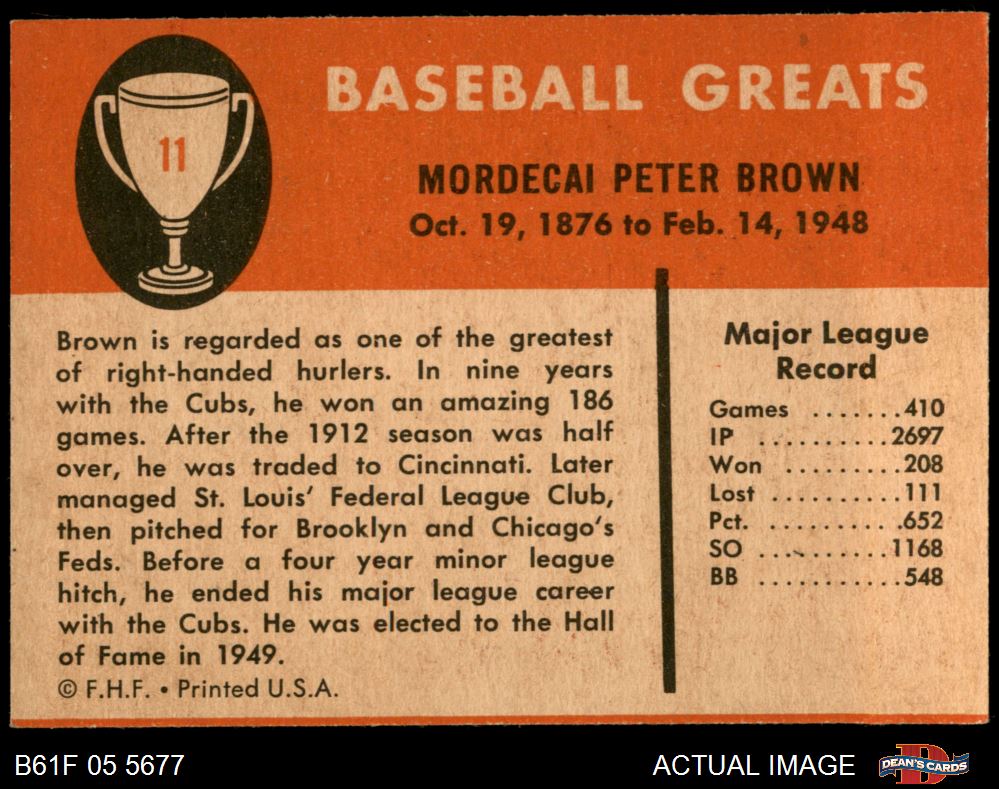 11
BASEBALL GREATS
MORDECAI PETER BROWN
Oct. 19, 1876 to Feb. 14, 1948
Brown is regarded as one of the greatest
of right-handed hurlers. In nine years
with the Cubs, he won an amazing 186
games. After the 1912 season was half
over, he was traded to Cincinnati. Later
managed St. Louis' Federal League Club,
then pitched for Brooklyn and Chicago's
Feds. Before a four year minor league
hitch, he ended his major league career
with the Cubs. He was elected to the Hall
of Fame in 1949.
© F.H.F. • Printed U.S.A.
Major League
Record
Games .......410
IP ..........2697
Won .........208
Lost ..........111
Pct. ..........652
SO ..........1168
BB ...........548
B61F 05 5677
ACTUAL IMAGE
D
DEAN'S CARDS